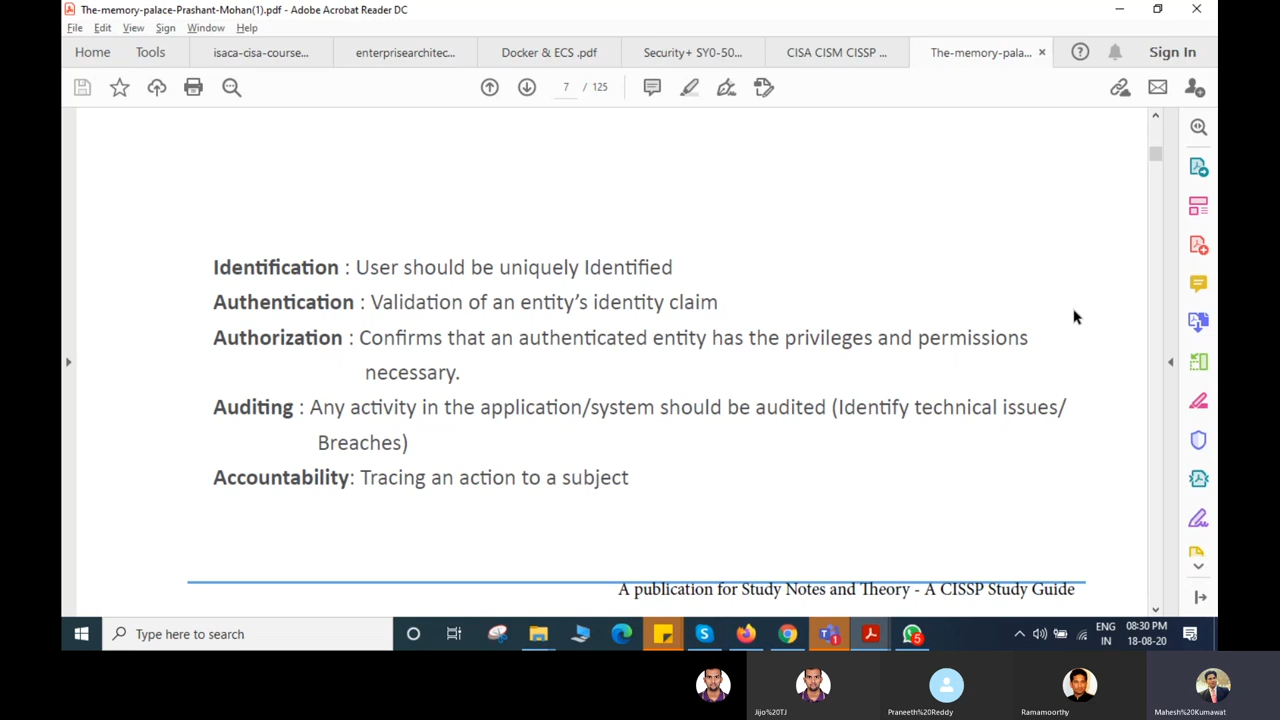 The-memory-palace-Prashant-Mohan(1).pdf - Adobe Acrobat Reader DC
File Edit View Sign Window Help
Home Tools isaca-cisa-course... enterprisearchitec... Docker & ECS .pdf Security+ SY0-50... CISA CISM CISSP ... The-memory-pala... × Sign In
7 / 125
Identification : User should be uniquely Identified
Authentication : Validation of an entity’s identity claim
Authorization : Confirms that an authenticated entity has the privileges and permissions
necessary.
Auditing : Any activity in the application/system should be audited (Identify technical issues/
Breaches)
Accountability: Tracing an action to a subject
A publication for Study Notes and Theory - A CISSP Study Guide
Type here to search
1
5
ENG
IN
08:30 PM
18-08-20
Jijo%20TJ
Praneeth%20Reddy
Ramamoorthy
Mahesh%20Kumawat